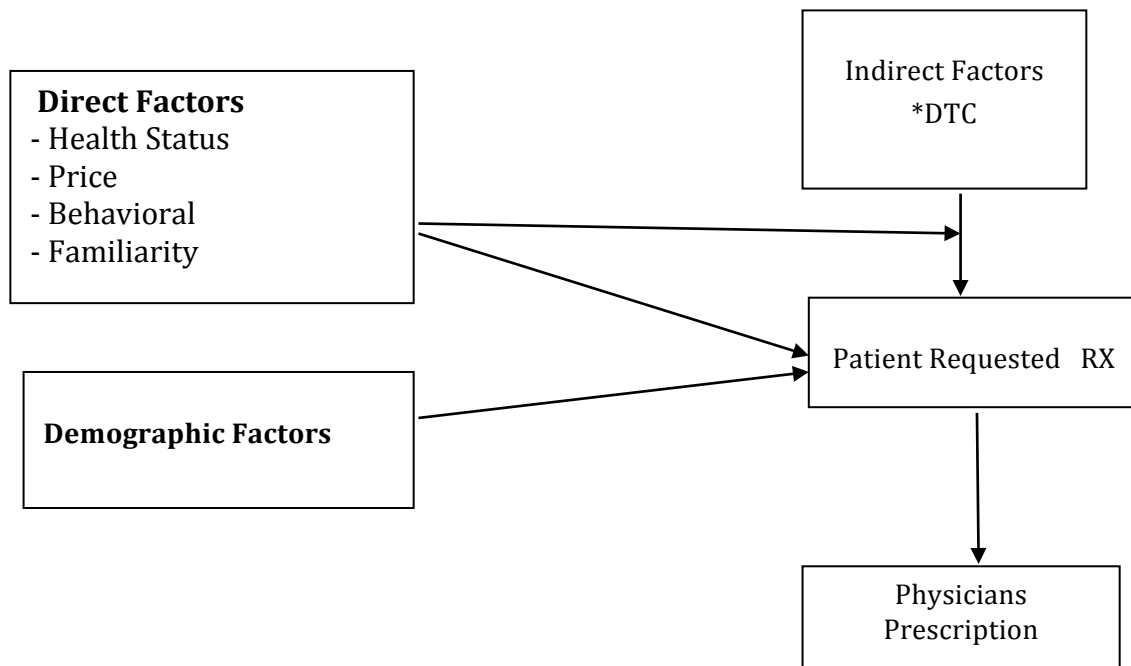 Direct Factors
- Health Status
- Price
- Behavioral
- Familiarity
Indirect Factors
*DTC
Patient Requested RX
Demographic Factors
Physicians
Prescription